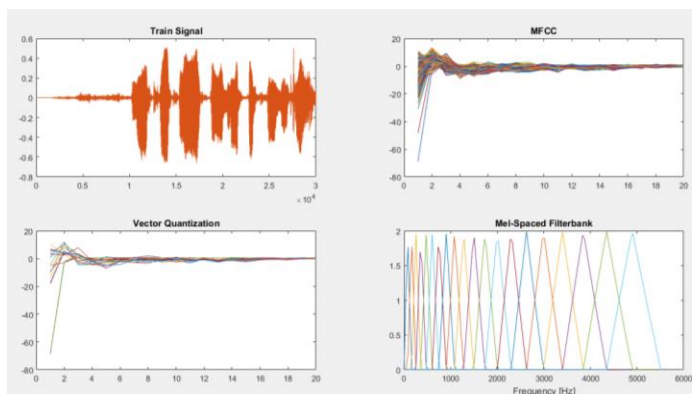 Train Signal
0.6
0.4
0.2
0
-0.2
-0.4
-0.6
-0.8
0 0.5 1 1.5 2 2.5 3
× 10⁴
MFCC
20
0
-20
-40
-60
-80
0 2 4 6 8 10 12 14 16 18 20
Vector Quantization
20
0
-20
-40
-60
-80
0 2 4 6 8 10 12 14 16 18 20
Mel-Spaced Filterbank
2
1.5
1
0.5
0
0 1000 2000 3000 4000 5000 6000
Frequency [Hz]